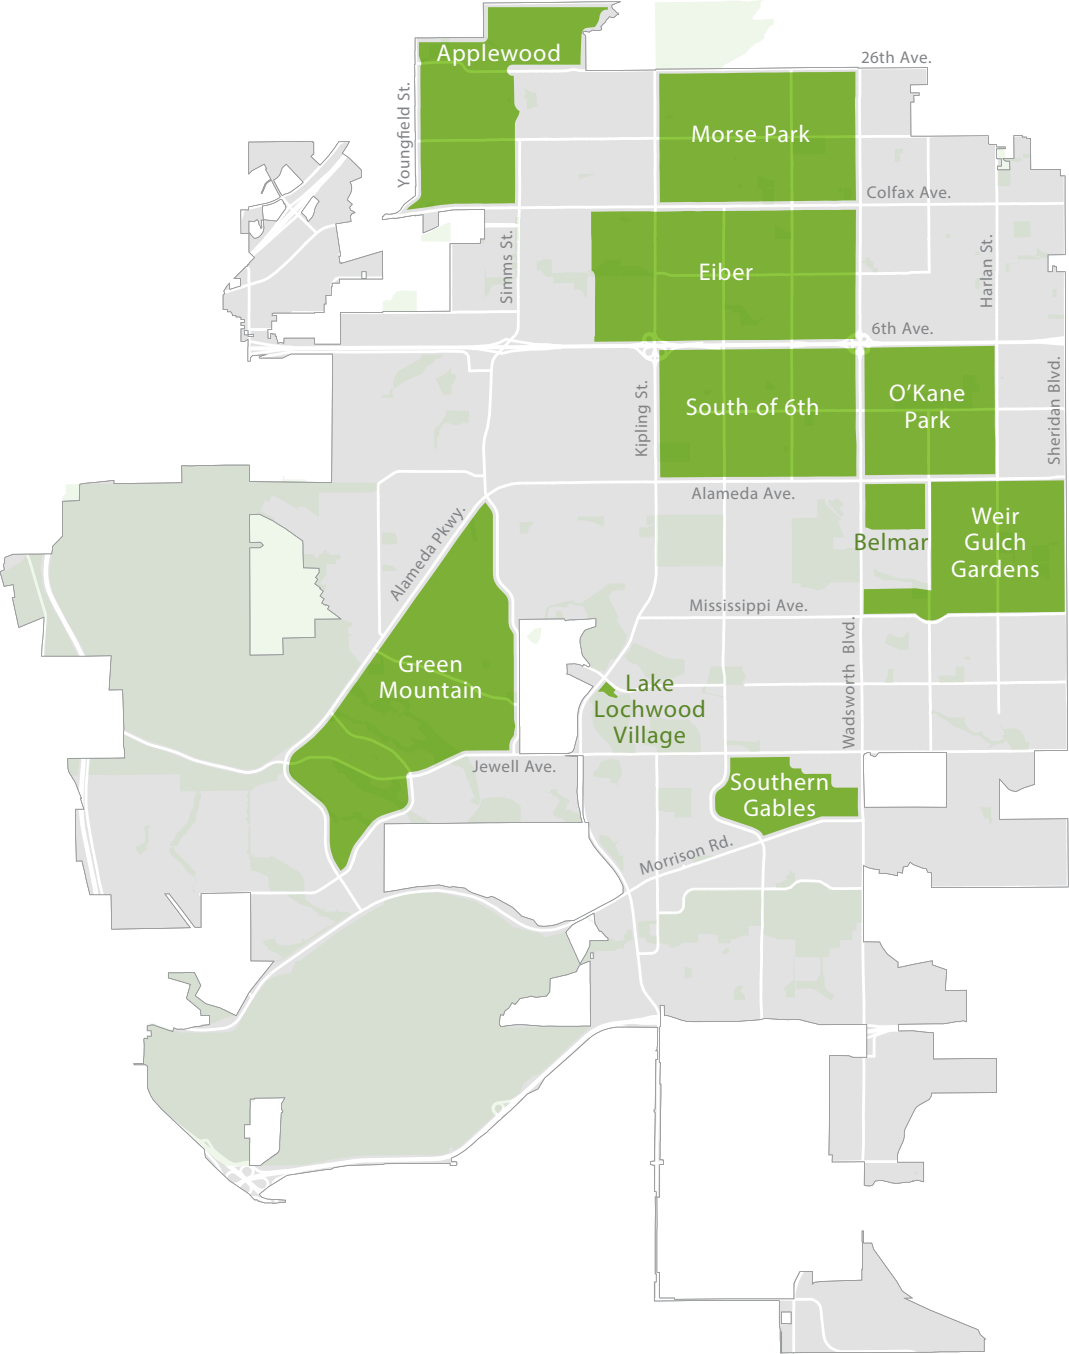 Applewood
26th Ave.
Youngfield St.
Morse Park
Colfax Ave.
Simms St.
Eiber
Harlan St.
6th Ave.
Kipling St.
South of 6th
O'Kane
Park
Sheridan Blvd.
Alameda Ave.
Alameda Pkwy.
Belmar
Weir
Gulch
Gardens
Mississippi Ave.
Green
Mountain
Lake
Lochwood
Village
Wadsworth Blvd.
Jewell Ave.
Southern
Gables
Morrison Rd.